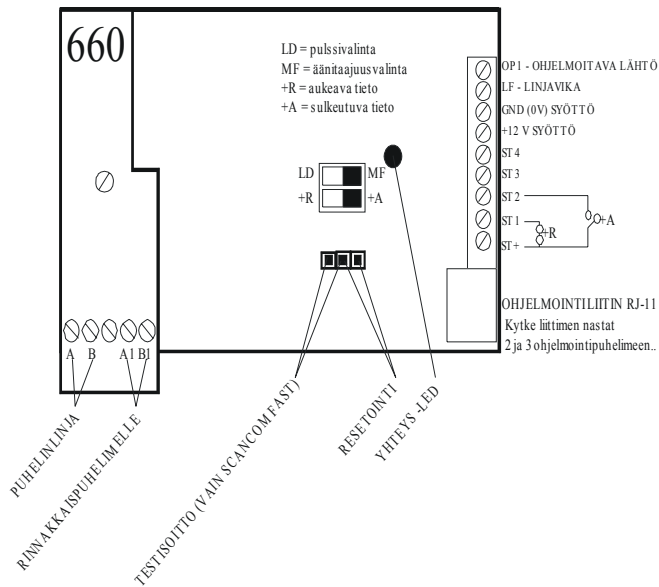 660
LD = pulssivalinta
MF = äänitaajuusvalinta
+R = aukeava tieto
+A = sulkeutuva tieto
OP1 - OHJELMOITAVA LÄHTÖ
LF - LINJAVIKA
GND (0V) SYÖTTÖ
+12 V SYÖTTÖ
ST 4
ST 3
ST 2
ST 1
ST+
+A
+R
LD
MF
+R
+A
OHJELMOINTILIITIN RJ-11
Kytke liittimen nastat
2 ja 3 ohjelmointipuhelimeen..
A
B
A1
B1
PUHELINLINJA
RINNAKKAISPUHELIMELLE
TESTISOITTO (VAIN SCANCOM FAST)
RESETOINTI
YHTEYS -LED